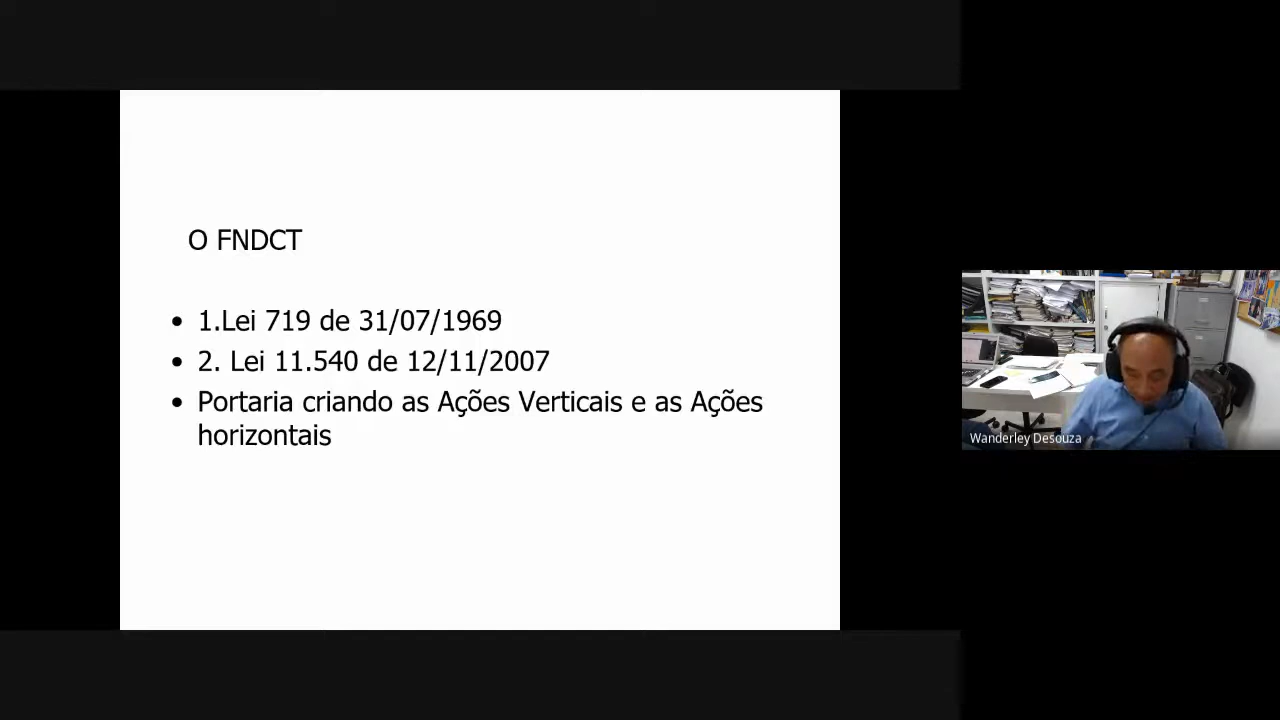 O FNDCT
• 1.Lei 719 de 31/07/1969
• 2. Lei 11.540 de 12/11/2007
• Portaria criando as Ações Verticais e as Ações
horizontais
Wanderley Desouza